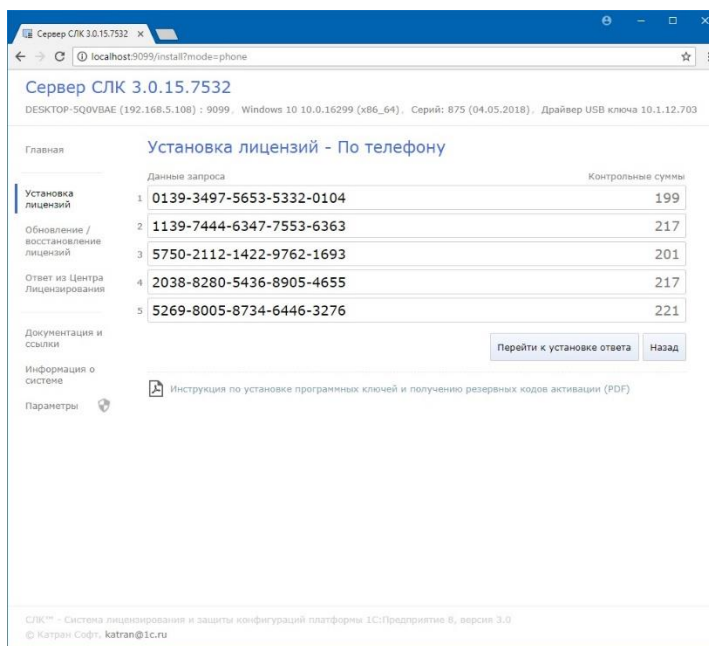 Сервер СЛК 3.0.15.7532
localhost:9099/install?mode=phone
Сервер СЛК 3.0.15.7532
DESKTOP-5Q0VBAE (192.168.5.108) : 9099, Windows 10 10.0.16299 (x86_64), Серий: 875 (04.05.2018), Драйвер USB ключа 10.1.12.703
Главная
Установка лицензий
Обновление / восстановление лицензий
Ответ из Центра Лицензирования
Документация и ссылки
Информация о системе
Параметры
Установка лицензий - По телефону
Данные запроса Контрольные суммы
1 0139-3497-5653-5332-0104 199
2 1139-7444-6347-7553-6363 217
3 5750-2112-1422-9762-1693 201
4 2038-8280-5436-8905-4655 217
5 5269-8005-8734-6446-3276 221
Перейти к установке ответа Назад
Инструкция по установке программных ключей и получению резервных кодов активации (PDF)
СЛК™ - Система лицензирования и защиты конфигураций платформы 1С:Предприятие 8, версия 3.0
© Катран Софт, katran@1c.ru